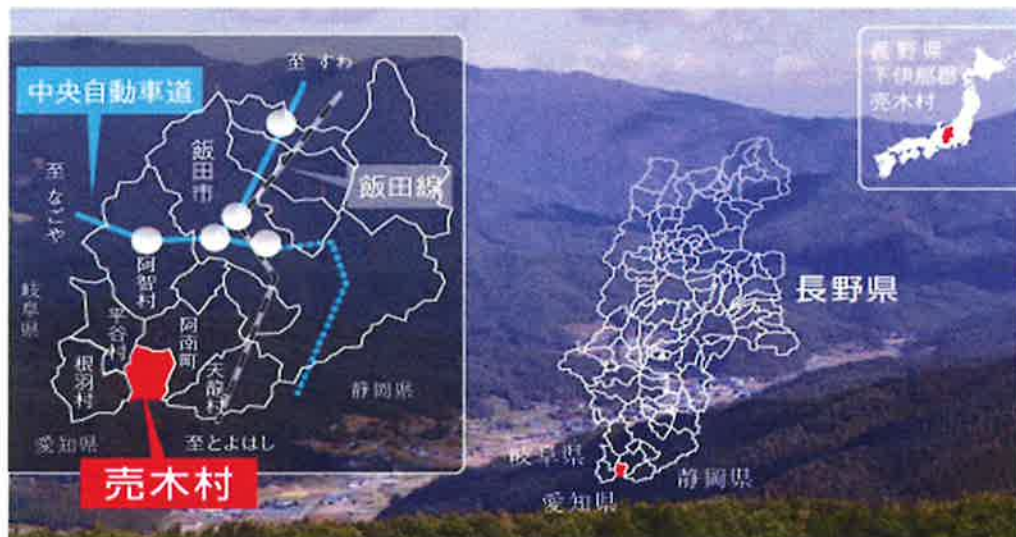 中央自動車道
至 すわ
飯田市
飯田線
至 なごや
阿智村
岐阜県
平谷村
阿南町
根羽村
天龍村
静岡県
愛知県
至とよはし
売木村
長野県
下伊那郡
売木村
長野県
岐阜県
静岡県
愛知県